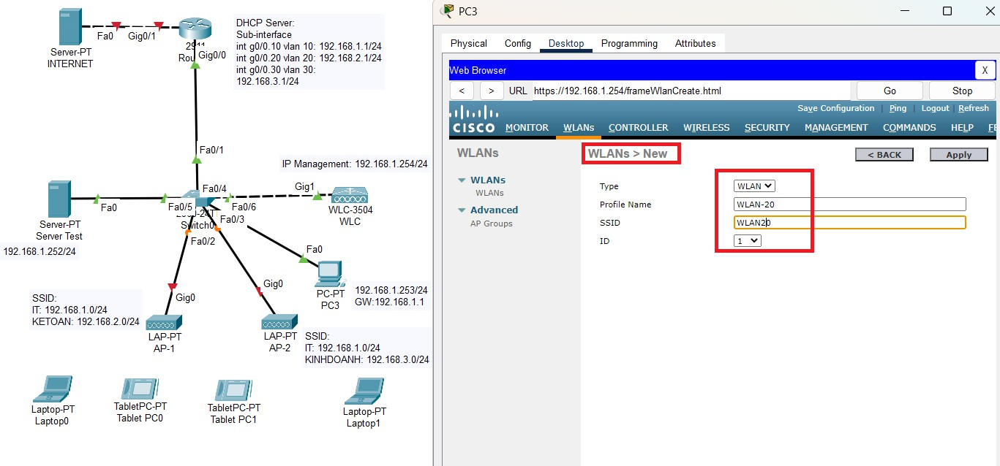 Fa0
Gig0/1
Server-PT
INTERNET
2911
Gig0/0
DHCP Server:
Sub-interface
int g0/0.10 vlan 10: 192.168.1.1/24
int g0/0.20 vlan 20: 192.168.2.1/24
int g0/0.30 vlan 30:
192.168.3.1/24
Fa0/1
IP Management: 192.168.1.254/24
Fa0/4
Gig1
Fa0
Fa0/5
Fa0/6
Server-PT
Server Test
WLC-3504
WLC
Fa0/3
Switch0
Fa0/2
192.168.1.252/24
Fa0
Gig0
Gig0
PC-PT
PC3
192.168.1.253/24
GW:192.168.1.1
SSID:
IT: 192.168.1.0/24
KETOAN: 192.168.2.0/24
LAP-PT
AP-1
LAP-PT
AP-2
SSID:
IT: 192.168.1.0/24
KINHDOANH: 192.168.3.0/24
Laptop-PT
Laptop0
TabletPC-PT
Tablet PC0
TabletPC-PT
Tablet PC1
Laptop-PT
Laptop1
PC3
Physical Config Desktop Programming Attributes
Web Browser X
< > URL https://192.168.1.254/frameWlanCreate.html Go Stop
Save Configuration Ping Logout Refresh
CISCO MONITOR WLANs CONTROLLER WIRELESS SECURITY MANAGEMENT COMMANDS HELP FE
WLANs
WLANs > New < BACK Apply
WLANs
WLANs
Advanced
AP Groups
Type WLAN
Profile Name WLAN-20
SSID WLAN20
ID 1